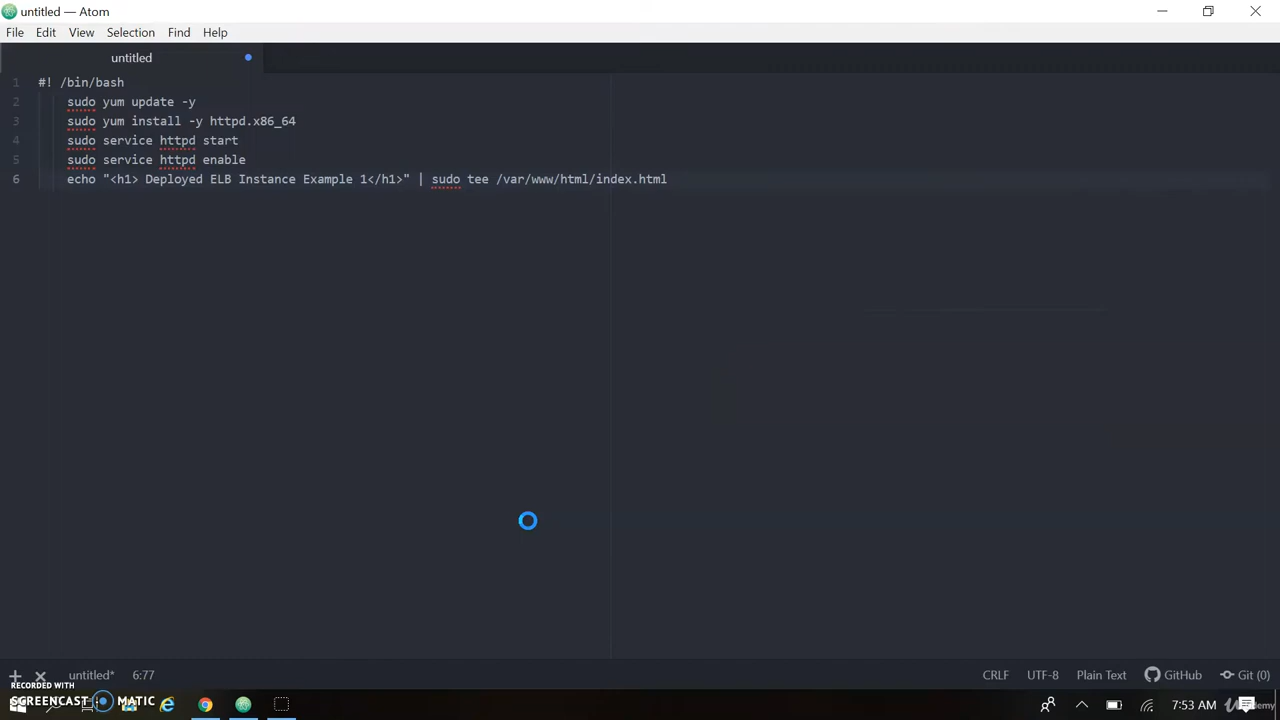 untitled — Atom
File Edit View Selection Find Help
untitled
1 #! /bin/bash
2 sudo yum update -y
3 sudo yum install -y httpd.x86_64
4 sudo service httpd start
5 sudo service httpd enable
6 echo "<h1> Deployed ELB Instance Example 1</h1>" | sudo tee /var/www/html/index.html
untitled* 6:77 CRLF UTF-8 Plain Text GitHub Git (0)
RECORDED WITH
SCREENCAST MATIC
7:53 AM